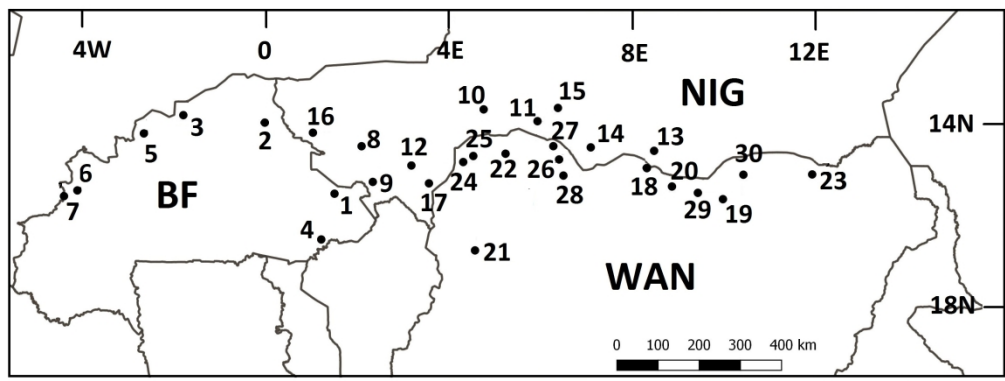 4W 0 4E 8E 12E
10 15
11 NIG
16 27
3 2 8 25 14 13 14N
5 12 30
6 9 24 22 26 18 20 23
7 BF 1 17 28 29 19
4 21
WAN
18N
0 100 200 300 400 km